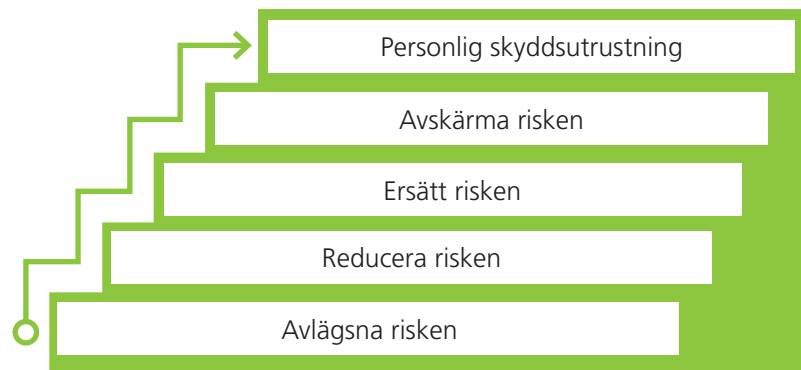 Personlig skyddsutrustning
Avskärma risken
Ersätt risken
Reducera risken
Avlägsna risken